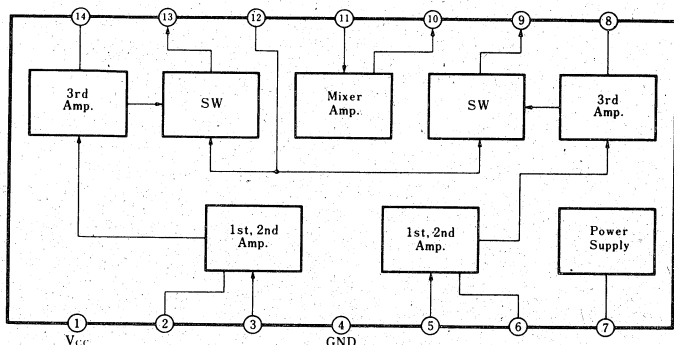 14 13 12 11 10 9 8
3rd
Amp.
SW
Mixer
Amp.
SW
3rd
Amp.
1st, 2nd
Amp.
1st, 2nd
Amp.
Power
Supply
1 2 3 4 5 6 7
Vcc GND